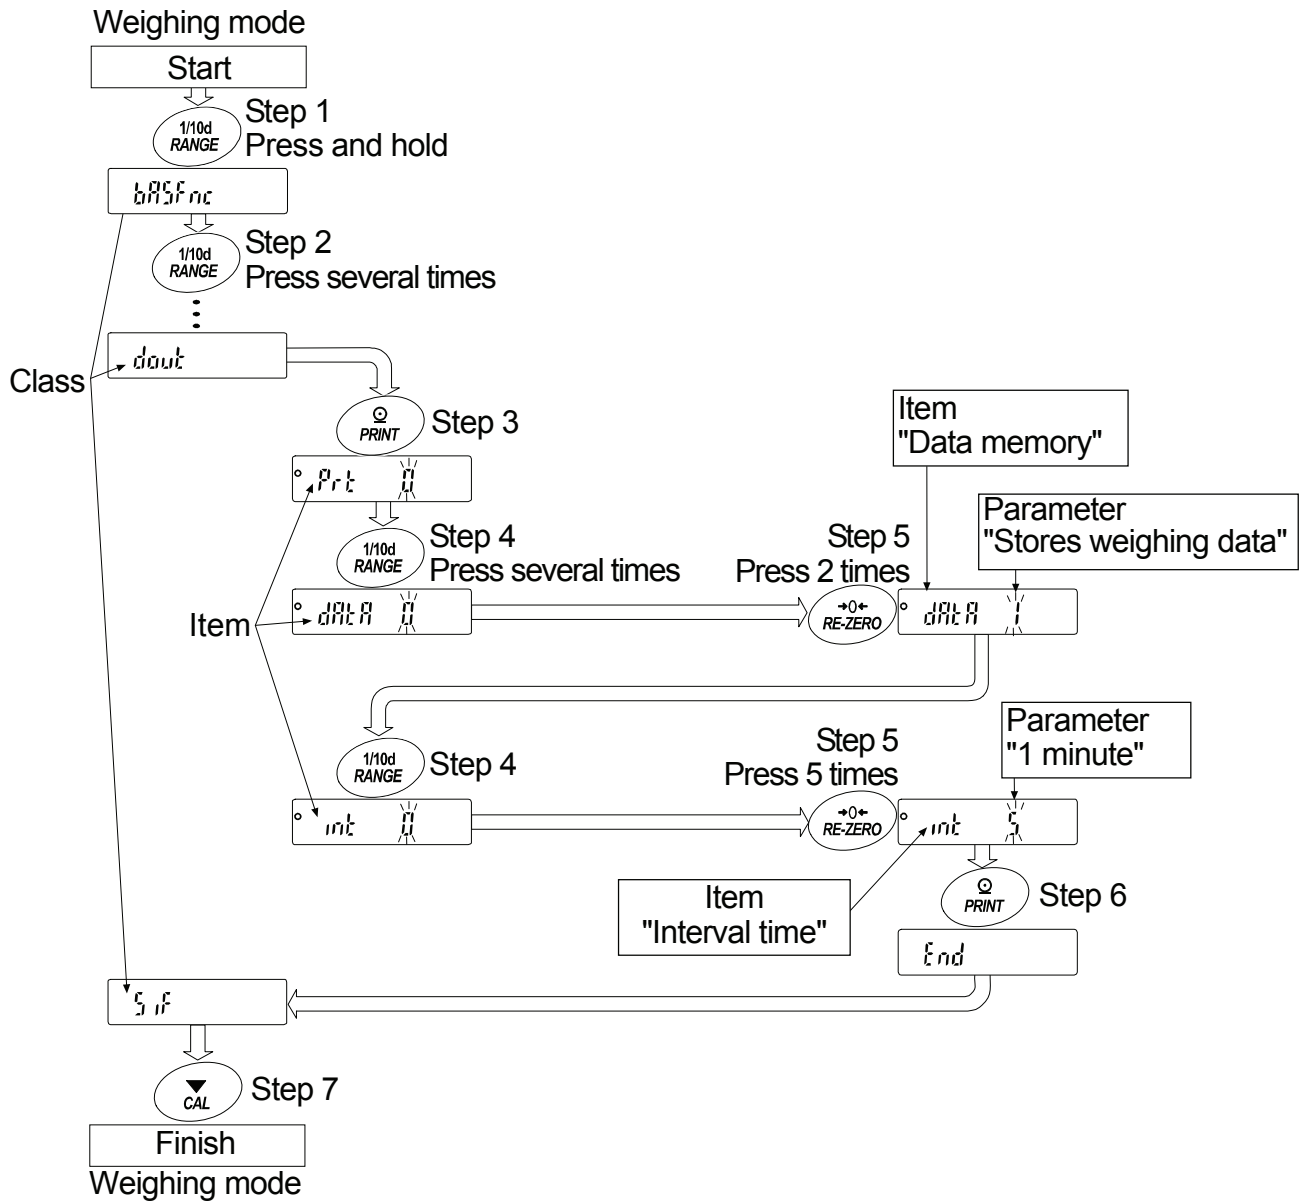 Weighing mode
Start
1/10d
RANGE
Step 1
Press and hold
bASFnc
1/10d
RANGE
Step 2
Press several times
dout
Class
PRINT
Step 3
Prt 0
1/10d
RANGE
Step 4
Press several times
dAtA 0
Item
Step 5
Press 2 times
→0←
RE-ZERO
Item
"Data memory"
Parameter
"Stores weighing data"
dAtA 1
1/10d
RANGE
Step 4
int 0
Step 5
Press 5 times
→0←
RE-ZERO
Parameter
"1 minute"
int 5
Item
"Interval time"
PRINT
Step 6
End
SiF
CAL
Step 7
Finish
Weighing mode